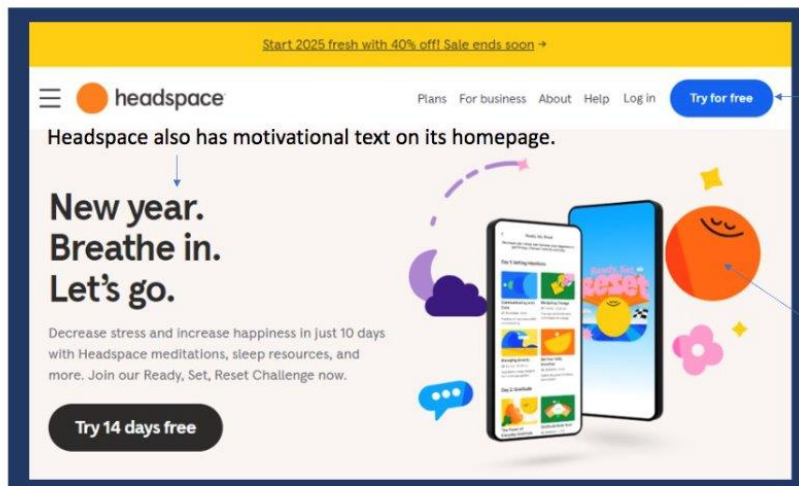 Start 2025 fresh with 40% off! Sale ends soon →
headspace
Plans For business About Help Log in Try for free
Headspace also has motivational text on its homepage.
New year.
Breathe in.
Let's go.
Decrease stress and increase happiness in just 10 days
with Headspace meditations, sleep resources, and
more. Join our Ready, Set, Reset Challenge now.
Try 14 days free
Ready, Set,
Reset